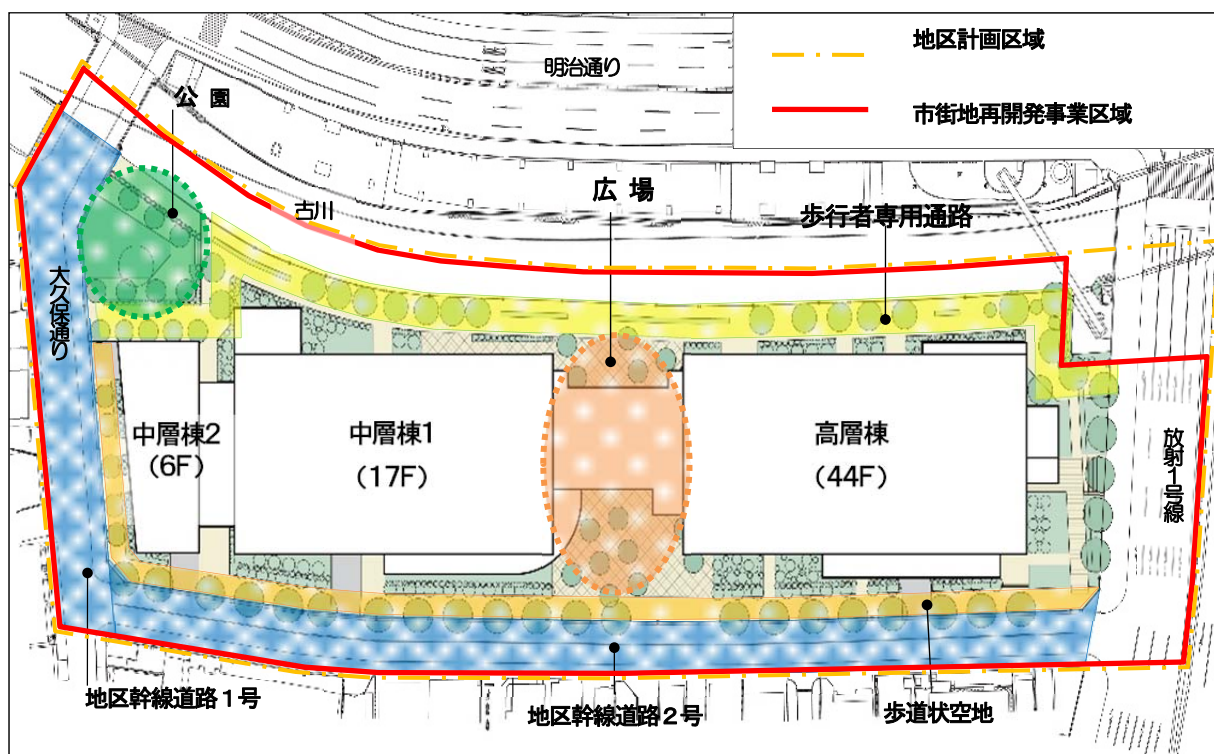 地区計画区域
明治通り
公園
市街地再開発事業区域
広場
古川
歩行者専用通路
大久保通り
中層棟2
(6F)
中層棟1
(17F)
高層棟
(44F)
放射1号線
地区幹線道路1号
地区幹線道路2号
歩道状空地